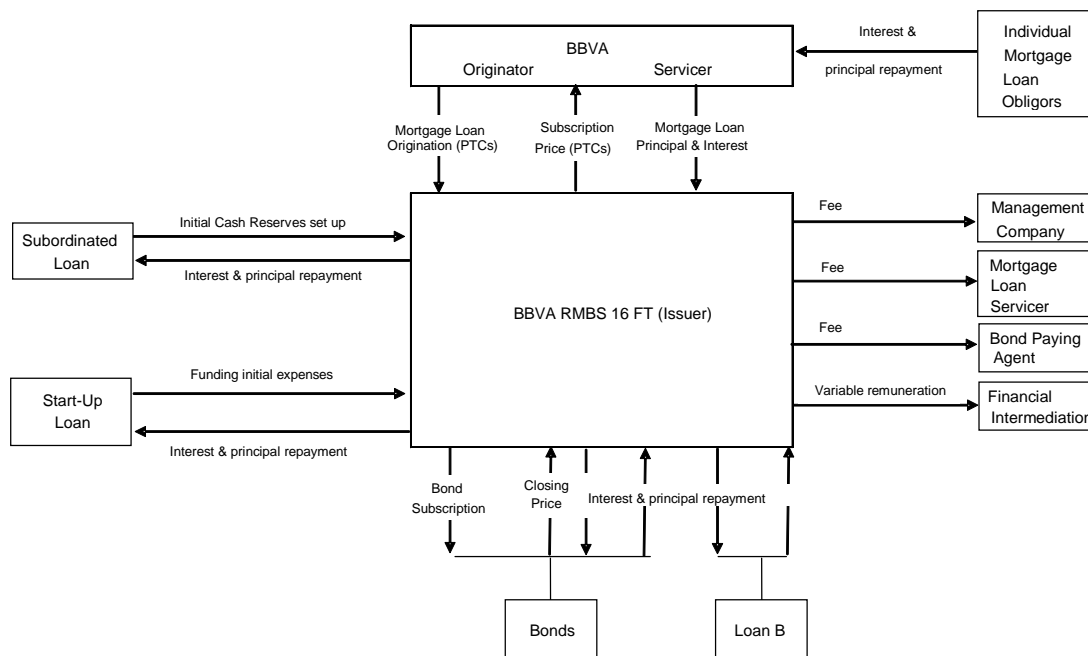 BBVA
Originator Servicer
Interest &
principal repayment
Individual
Mortgage
Loan
Obligors
Mortgage Loan
Origination (PTCs)
Subscription
Price (PTCs)
Mortgage Loan
Principal & Interest
Subordinated
Loan
Initial Cash Reserves set up
Interest & principal repayment
Start-Up
Loan
Funding initial expenses
Interest & principal repayment
BBVA RMBS 16 FT (Issuer)
Fee
Management
Company
Fee
Mortgage
Loan
Servicer
Fee
Bond Paying
Agent
Variable remuneration
Financial
Intermediation
Bond
Subscription
Closing
Price
Interest & principal repayment
Bonds
Loan B